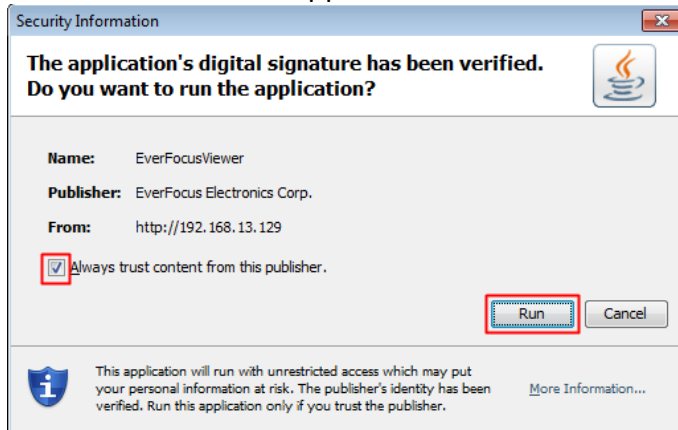 Security Information
The application's digital signature has been verified.
Do you want to run the application?
Name: EverFocusViewer
Publisher: EverFocus Electronics Corp.
From: http://192.168.13.129
Always trust content from this publisher.
Run Cancel
This application will run with unrestricted access which may put
your personal information at risk. The publisher's identity has been
verified. Run this application only if you trust the publisher.
More Information...